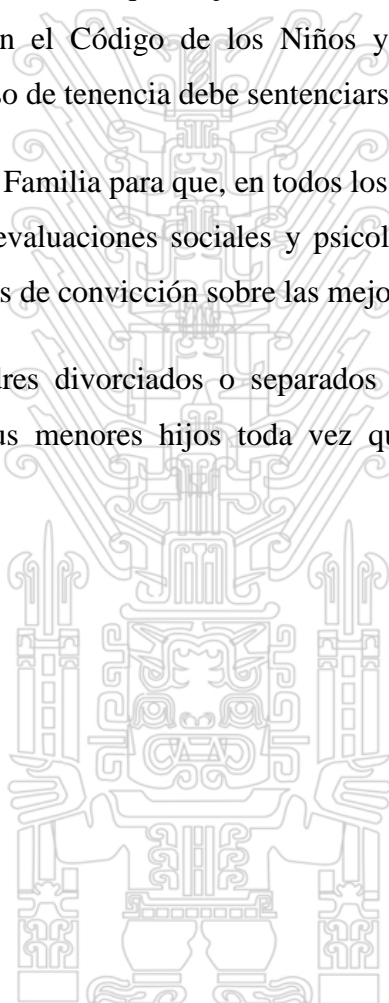 n el Código de los Niños y
o de tenencia debe sentenciars
Familia para que, en todos los
evaluaciones sociales y psicol
s de convicción sobre las mejo
dres divorciados o separados
us menores hijos toda vez qu